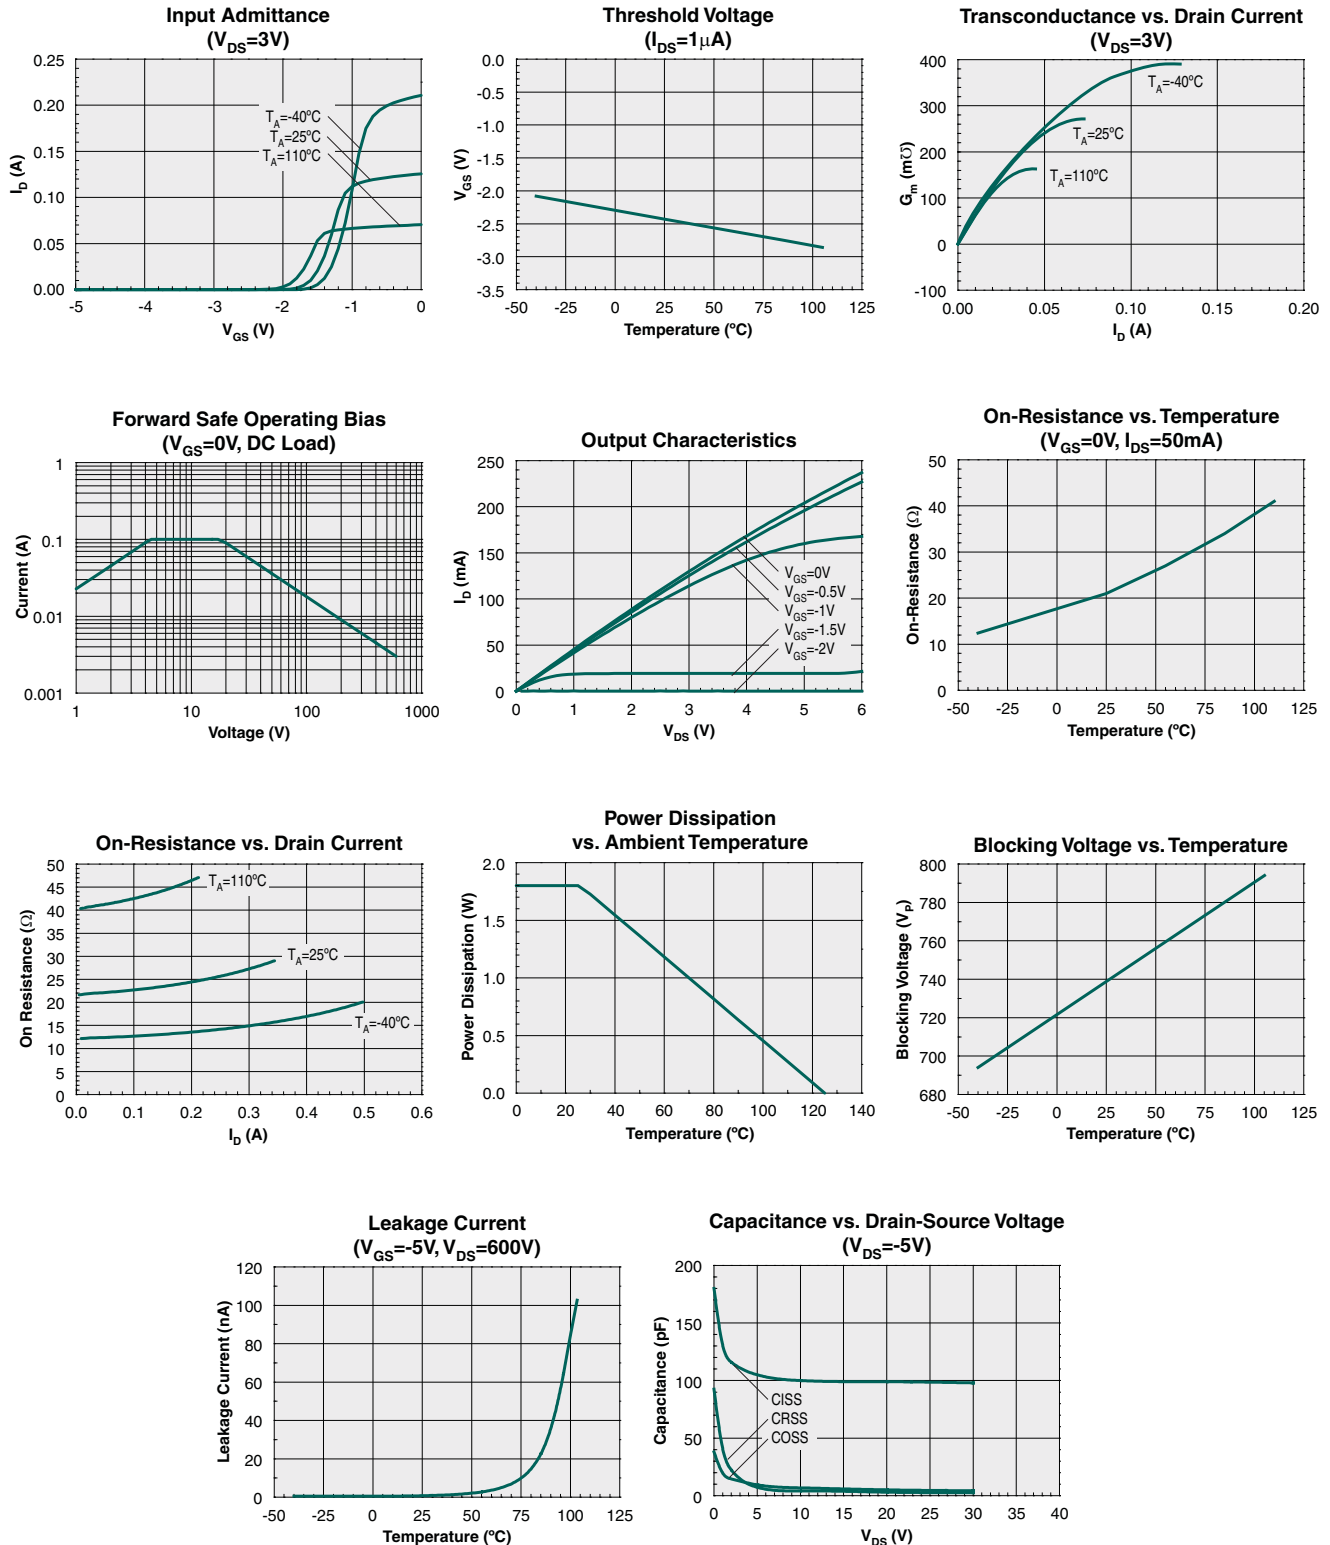 Input Admittance
(VDS=3V)
0.25
0.20
0.15
0.10
0.05
0.00
ID (A)
TA=-40ºC
TA=25ºC
TA=110ºC
-5 -4 -3 -2 -1 0
VGS (V)
Threshold Voltage
(IDS=1μA)
0.0
-0.5
-1.0
-1.5
-2.0
-2.5
-3.0
-3.5
VGS (V)
-50 -25 0 25 50 75 100 125
Temperature (ºC)
Transconductance vs. Drain Current
(VDS=3V)
400
300
200
100
0
-100
Gm (m℧)
TA=-40ºC
TA=25ºC
TA=110ºC
0.00 0.05 0.10 0.15 0.20
ID (A)
Forward Safe Operating Bias
(VGS=0V, DC Load)
1
0.1
0.01
0.001
Current (A)
1 10 100 1000
Voltage (V)
Output Characteristics
250
200
150
100
50
0
ID (mA)
VGS=0V
VGS=-0.5V
VGS=-1V
VGS=-1.5V
VGS=-2V
0 1 2 3 4 5 6
VDS (V)
On-Resistance vs. Temperature
(VGS=0V, IDS=50mA)
50
40
30
20
10
0
On-Resistance (Ω)
-50 -25 0 25 50 75 100 125
Temperature (ºC)
On-Resistance vs. Drain Current
50
45
40
35
30
25
20
15
10
5
0
On Resistance (Ω)
TA=110ºC
TA=25ºC
TA=-40ºC
0.0 0.1 0.2 0.3 0.4 0.5 0.6
ID (A)
Power Dissipation
vs. Ambient Temperature
2.0
1.5
1.0
0.5
0.0
Power Dissipation (W)
0 20 40 60 80 100 120 140
Temperature (ºC)
Blocking Voltage vs. Temperature
800
780
760
740
720
700
680
Blocking Voltage (VP)
-50 -25 0 25 50 75 100 125
Temperature (ºC)
Leakage Current
(VGS=-5V, VDS=600V)
120
100
80
60
40
20
0
Leakage Current (nA)
-50 -25 0 25 50 75 100 125
Temperature (ºC)
Capacitance vs. Drain-Source Voltage
(VDS=-5V)
200
150
100
50
0
Capacitance (pF)
CISS
CRSS
COSS
0 5 10 15 20 25 30 35 40
VDS (V)